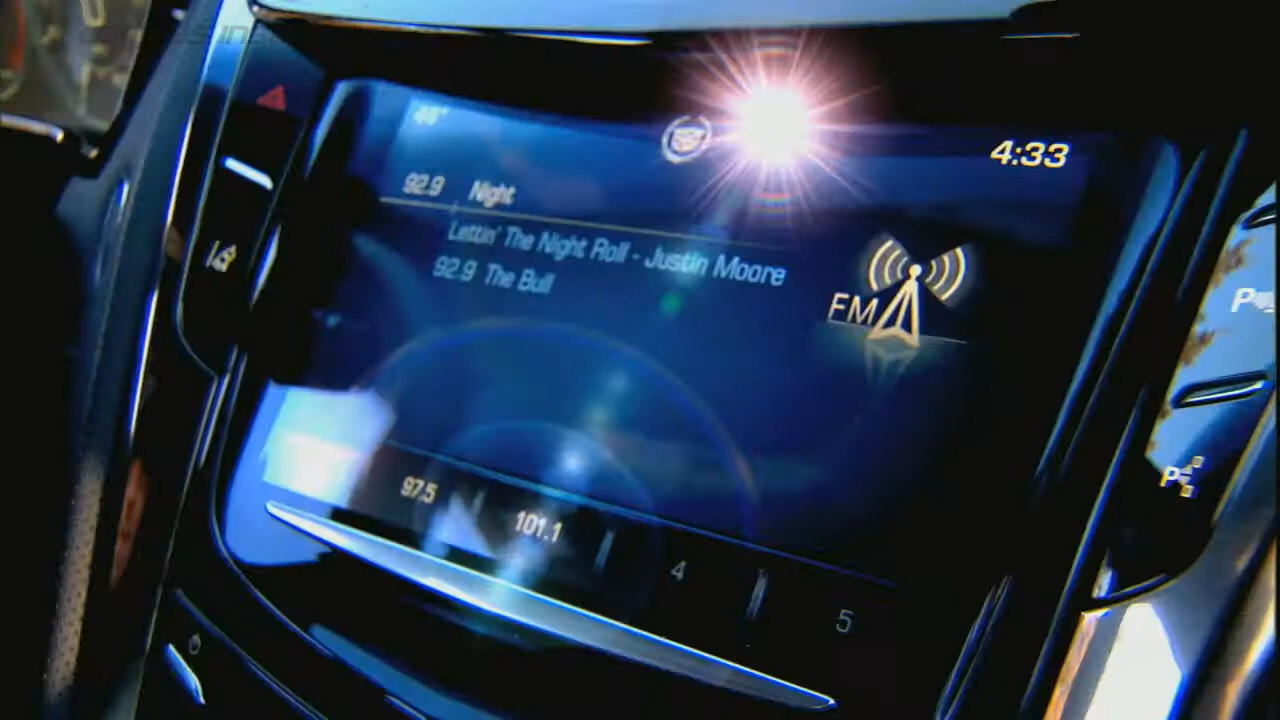 44°
4:33
92.9 Night
Lettin' The Night Roll - Justin Moore
92.9 The Bull
FM
97.5
101.1
4
5
P
P